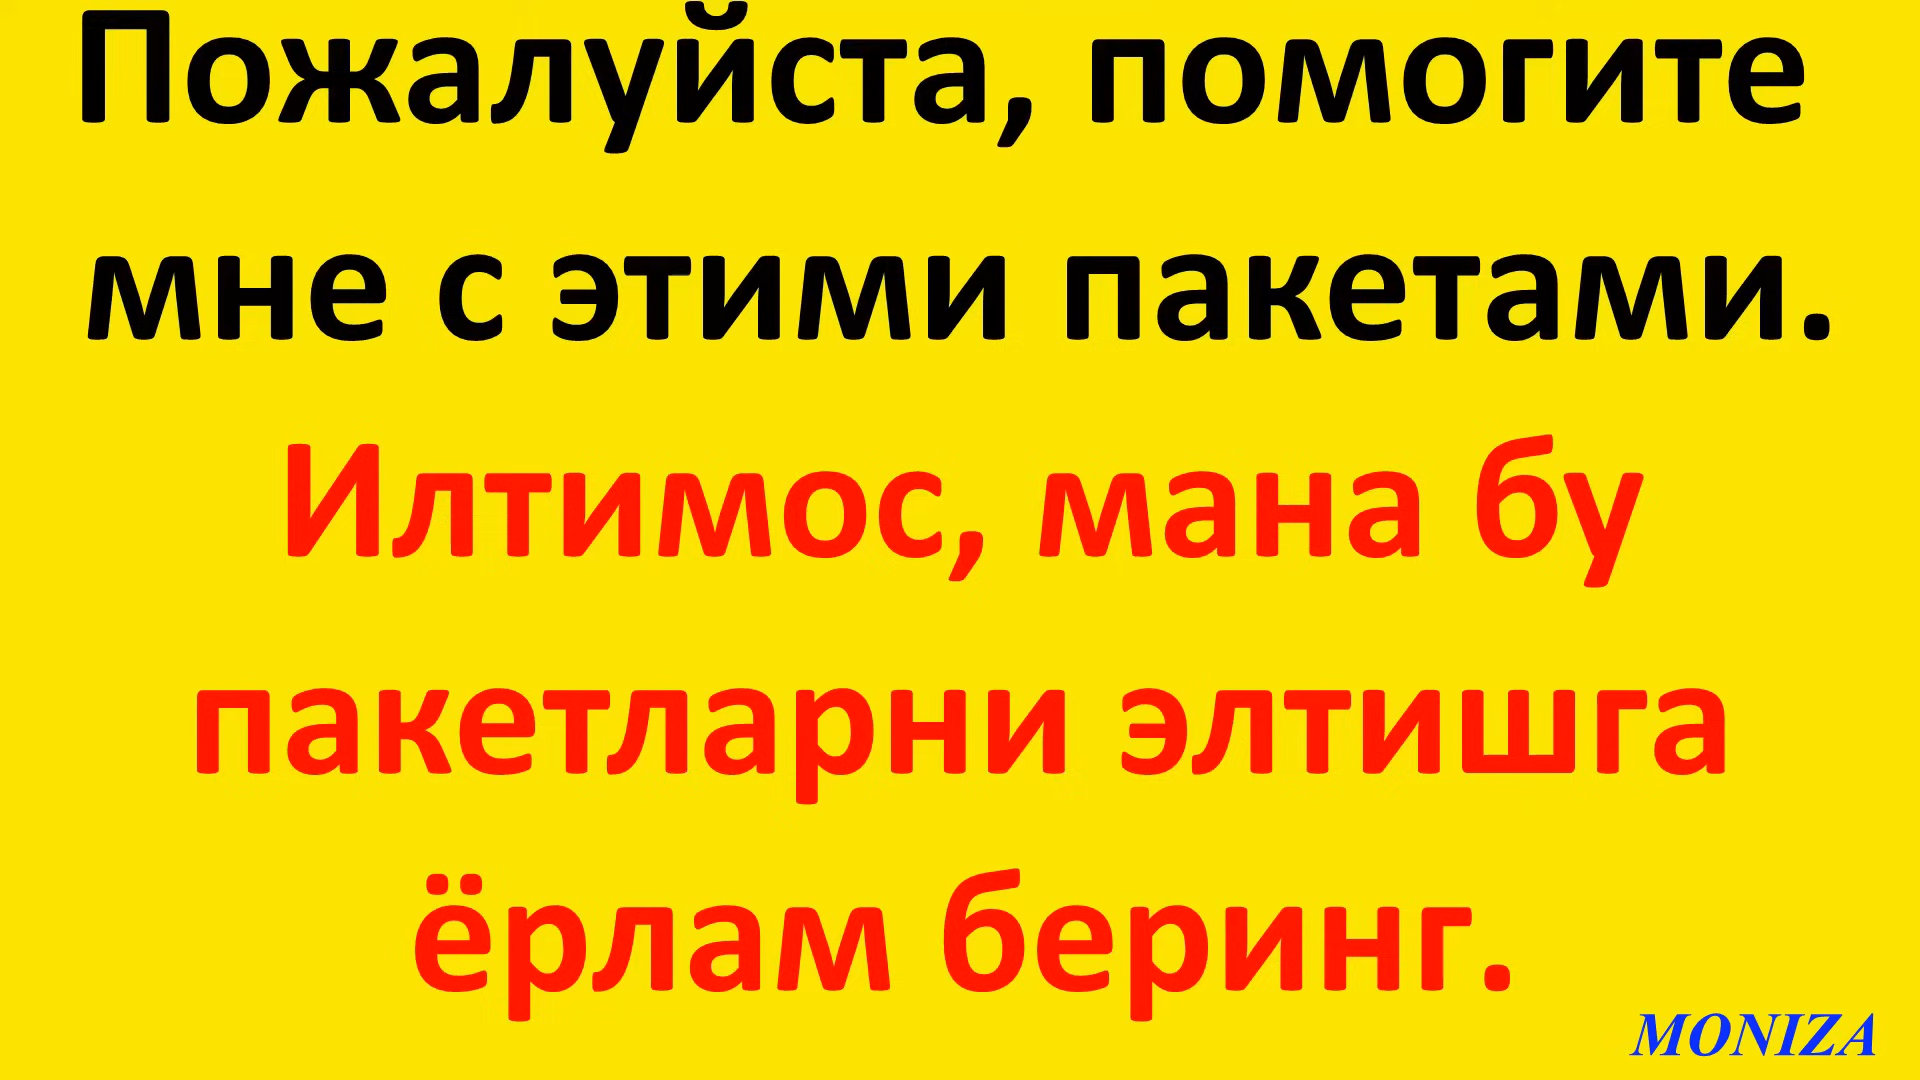 Пожалуйста, помогите
мне с этими пакетами.
Илтимос, мана бу
пакетларни элтишга
ёрлам беринг.
MONIZA